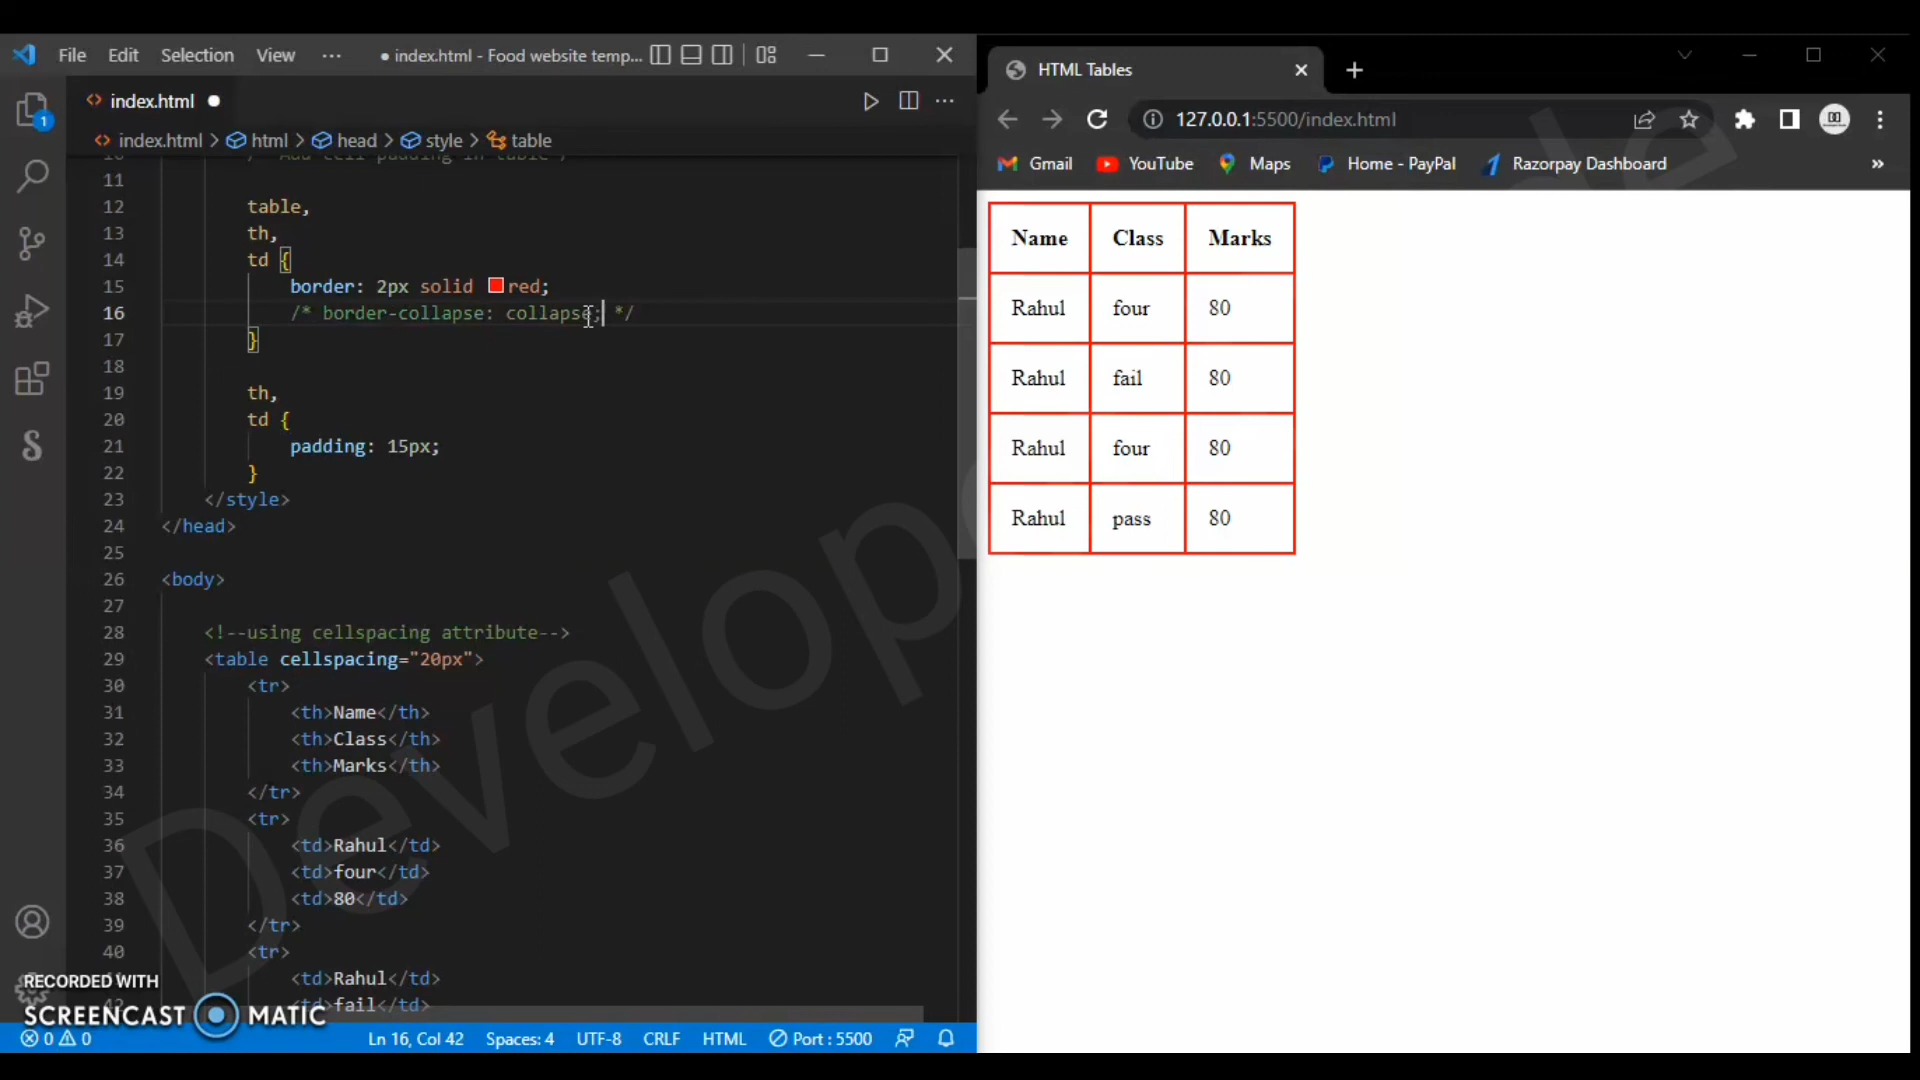 File Edit Selection View ··· ● index.html - Food website temp...
index.html
index.html > html > head > style > table
11
12 table,
13 th,
14 td {
15 border: 2px solid red;
16 /* border-collapse: collapse; */
17 }
18
19 th,
20 td {
21 padding: 15px;
22 }
23 </style>
24 </head>
25
26 <body>
27
28 <!--using cellspacing attribute-->
29 <table cellspacing="20px">
30 <tr>
31 <th>Name</th>
32 <th>Class</th>
33 <th>Marks</th>
34 </tr>
35 <tr>
36 <td>Rahul</td>
37 <td>four</td>
38 <td>80</td>
39 </tr>
40 <tr>
<td>Rahul</td>
<td>fail</td>
1
RECORDED WITH
SCREENCAST MATIC
0 0 Ln 16, Col 42 Spaces: 4 UTF-8 CRLF HTML Port : 5500
HTML Tables
127.0.0.1:5500/index.html
Gmail YouTube Maps Home - PayPal Razorpay Dashboard »
Name Class Marks
Rahul four 80
Rahul fail 80
Rahul four 80
Rahul pass 80